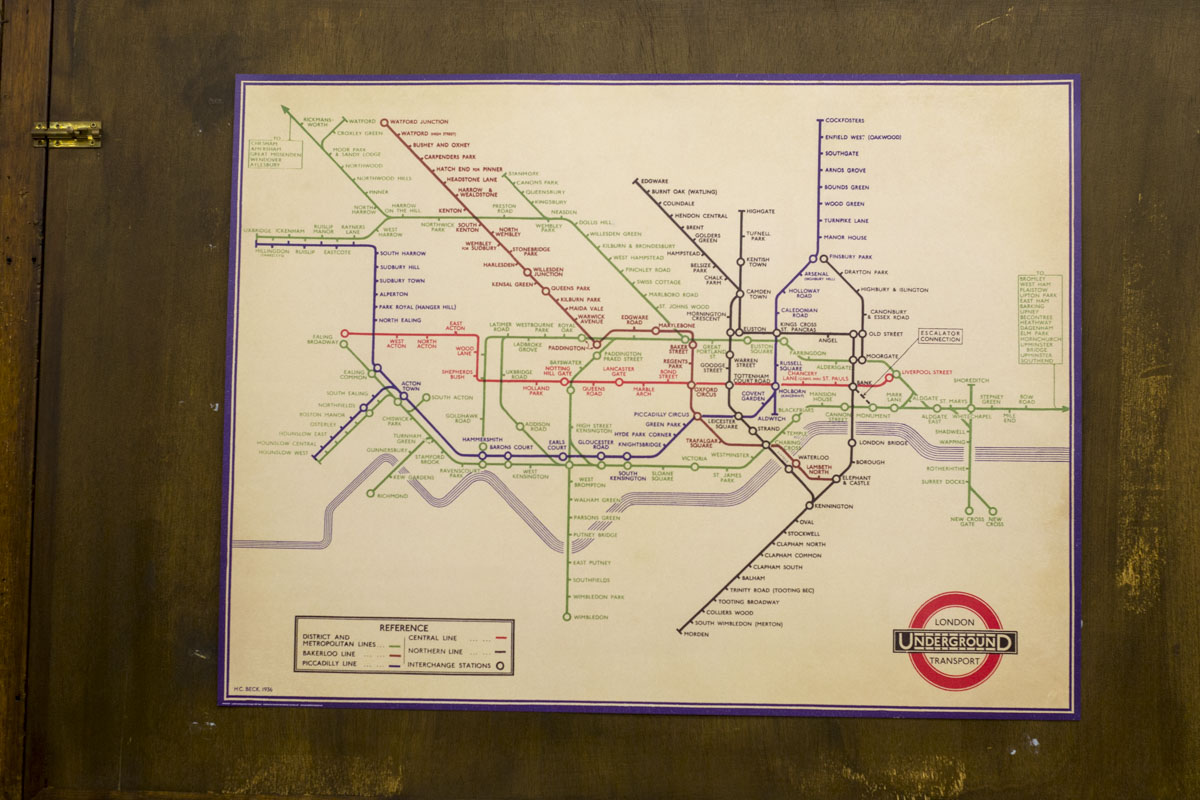 TO
CHESHAM
AMERSHAM
GREAT MISSENDEN
WENDOVER
AYLESBURY
RICKMANS-
WORTH
WATFORD
CROXLEY GREEN
MOOR PARK
& SANDY LODGE
NORTHWOOD
NORTHWOOD HILLS
PINNER
NORTH
HARROW
HARROW
ON THE HILL
NORTHWICK
PARK
PRESTON
ROAD
WATFORD JUNCTION
WATFORD (HIGH STREET)
BUSHEY AND OXHEY
CARPENDERS PARK
HATCH END FOR PINNER
HEADSTONE LANE
HARROW &
WEALDSTONE
KENTON
SOUTH
KENTON
NORTH
WEMBLEY
WEMBLEY
FOR SUDBURY
STONEBRIDGE
PARK
HARLESDEN
WILLESDEN
JUNCTION
KENSAL GREEN
QUEENS PARK
KILBURN PARK
MAIDA VALE
WARWICK
AVENUE
PADDINGTON
EDGWARE
ROAD
MARYLEBONE
STANMORE
CANONS PARK
QUEENSBURY
KINGSBURY
NEASDEN
WEMBLEY
PARK
DOLLIS HILL
WILLESDEN GREEN
KILBURN & BRONDESBURY
WEST HAMPSTEAD
FINCHLEY ROAD
SWISS COTTAGE
MARLBORO ROAD
ST. JOHNS WOOD
UXBRIDGE
ICKENHAM
RUISLIP
MANOR
RAYNERS
LANE
WEST
HARROW
HILLINGDON
RUISLIP
EASTCOTE
SOUTH HARROW
SUDBURY HILL
SUDBURY TOWN
ALPERTON
PARK ROYAL (HANGER HILL)
NORTH EALING
EDGWARE
BURNT OAK (WATLING)
COLINDALE
HENDON CENTRAL
BRENT
GOLDERS
GREEN
HAMPSTEAD
BELSIZE
PARK
CHALK
FARM
HIGHGATE
TUFNELL
PARK
KENTISH
TOWN
CAMDEN
TOWN
MORNINGTON
CRESCENT
EUSTON
COCKFOSTERS
ENFIELD WEST (OAKWOOD)
SOUTHGATE
ARNOS GROVE
BOUNDS GREEN
WOOD GREEN
TURNPIKE LANE
MANOR HOUSE
FINSBURY PARK
ARSENAL
(HIGHBURY HILL)
DRAYTON PARK
HOLLOWAY
ROAD
HIGHBURY & ISLINGTON
CALEDONIAN
ROAD
CANONBURY
& ESSEX ROAD
KINGS CROSS
ST. PANCRAS
ANGEL
OLD STREET
ESCALATOR
CONNECTION
MOORGATE
TO
BROMLEY
WEST HAM
PLAISTOW
UPTON PARK
EAST HAM
BARKING
UPNEY
BECONTREE
HEATHWAY
DAGENHAM
ELM PARK
HORNCHURCH
UPMINSTER
BRIDGE
UPMINSTER
SOUTHEND
EALING
BROADWAY
EALING
COMMON
WEST
ACTON
NORTH
ACTON
EAST
ACTON
WOOD
LANE
SHEPHERDS
BUSH
HOLLAND
PARK
NOTTING
HILL GATE
QUEENS
ROAD
LANCASTER
GATE
MARBLE
ARCH
BOND
STREET
OXFORD
CIRCUS
TOTTENHAM
COURT ROAD
HOLBORN
(KINGSWAY)
CHANCERY
LANE
ST. PAULS
BANK
LIVERPOOL STREET
LATIMER
ROAD
WESTBOURNE
PARK
ROYAL
OAK
LADBROKE
GROVE
UXBRIDGE
ROAD
BAYSWATER
PADDINGTON
PRAED STREET
BAKER
STREET
REGENTS
PARK
GREAT
PORTLAND
ST.
GOODGE
STREET
WARREN
STREET
EUSTON
SQUARE
RUSSELL
SQUARE
FARRINGDON
ALDERSGATE
SOUTH EALING
ACTON
TOWN
SOUTH ACTON
NORTHFIELDS
BOSTON MANOR
OSTERLEY
HOUNSLOW EAST
HOUNSLOW CENTRAL
HOUNSLOW WEST
CHISWICK
PARK
TURNHAM
GREEN
GUNNERSBURY
KEW GARDENS
RICHMOND
STAMFORD
BROOK
RAVENSCOURT
PARK
GOLDHAWK
ROAD
HAMMERSMITH
BARONS COURT
ADDISON
ROAD
WEST
KENSINGTON
EARLS
COURT
HIGH STREET
KENSINGTON
GLOUCESTER
ROAD
KNIGHTSBRIDGE
HYDE PARK CORNER
GREEN PARK
PICCADILLY CIRCUS
LEICESTER
SQUARE
COVENT
GARDEN
ALDWYCH
STRAND
TRAFALGAR
SQUARE
CHARING
CROSS
TEMPLE
BLACKFRIARS
MANSION
HOUSE
CANNON
STREET
MONUMENT
MARK
LANE
ALDGATE
ALDGATE
EAST
ST. MARYS
WHITECHAPEL
SHOREDITCH
STEPNEY
GREEN
MILE
END
BOW
ROAD
SHADWELL
WAPPING
ROTHERHITHE
SURREY DOCKS
NEW CROSS
GATE
NEW
CROSS
LONDON BRIDGE
BOROUGH
WATERLOO
LAMBETH
NORTH
ELEPHANT
& CASTLE
KENNINGTON
SOUTH
KENSINGTON
SLOANE
SQUARE
VICTORIA
ST. JAMES
PARK
WESTMINSTER
WEST
BROMPTON
WALHAM GREEN
PARSONS GREEN
PUTNEY BRIDGE
EAST PUTNEY
SOUTHFIELDS
WIMBLEDON PARK
WIMBLEDON
OVAL
STOCKWELL
CLAPHAM NORTH
CLAPHAM COMMON
CLAPHAM SOUTH
BALHAM
TRINITY ROAD (TOOTING BEC)
TOOTING BROADWAY
COLLIERS WOOD
SOUTH WIMBLEDON (MERTON)
MORDEN
REFERENCE
DISTRICT AND
METROPOLITAN LINES
BAKERLOO LINE
PICCADILLY LINE
CENTRAL LINE
NORTHERN LINE
INTERCHANGE STATIONS
LONDON
UNDERGROUND
TRANSPORT
H.C. BECK. 1936